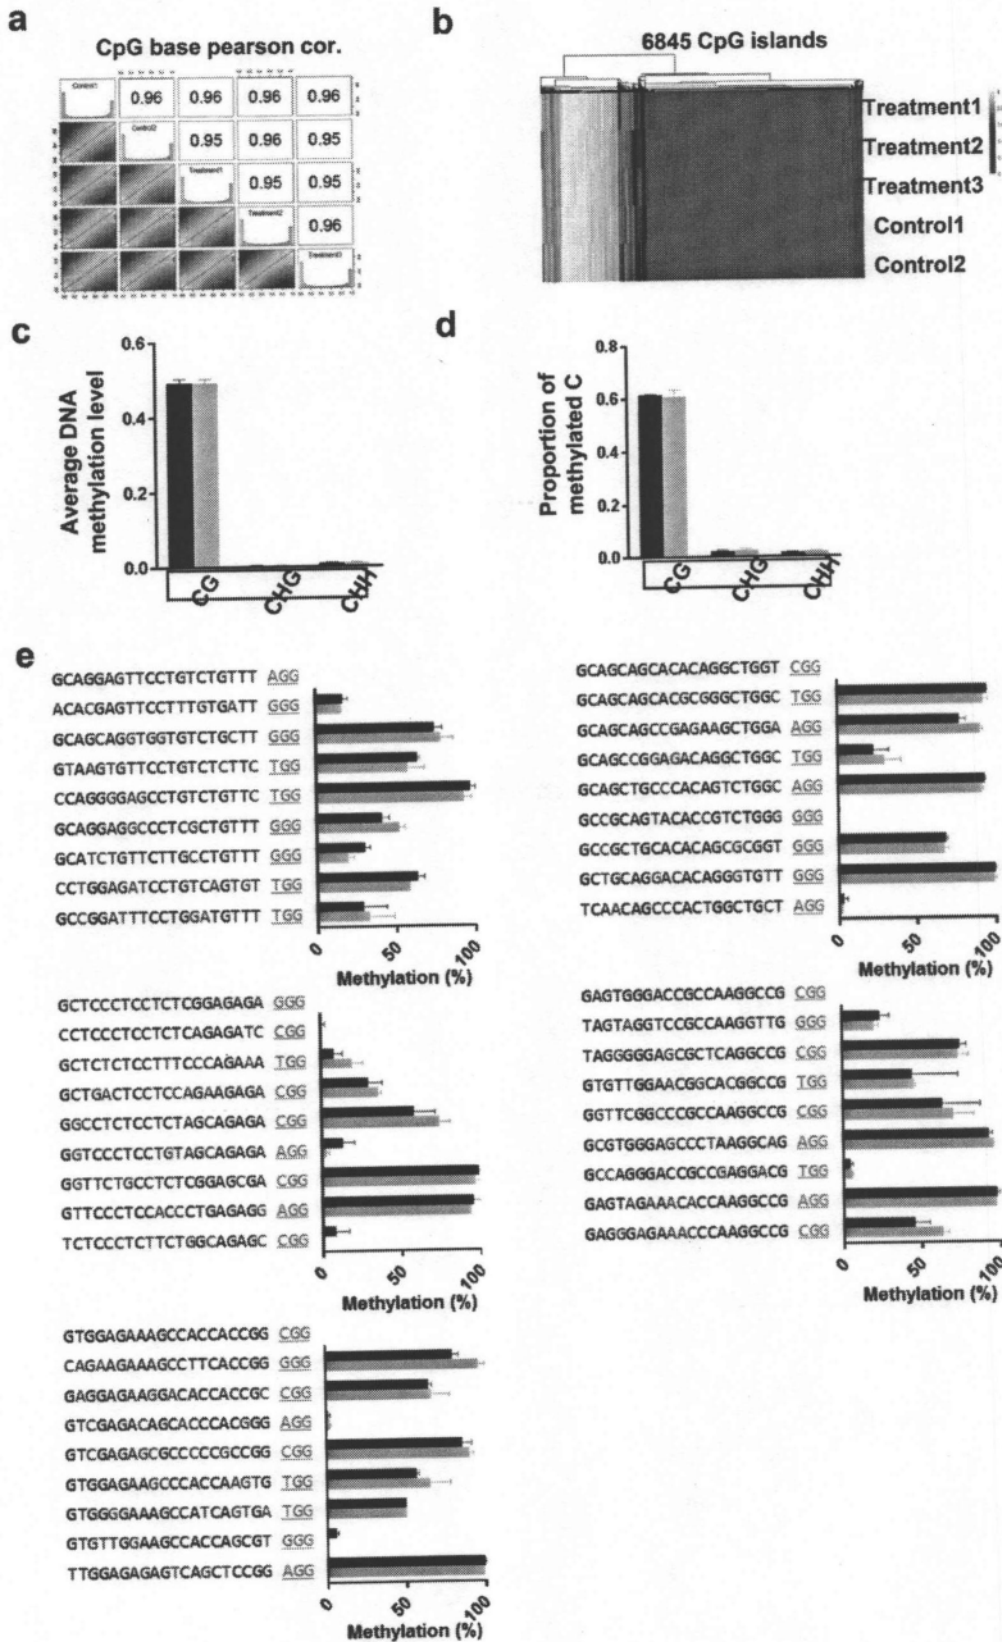 a
CpG base pearson cor.
Control1 0.96 0.96 0.96 0.96
Control2 0.95 0.96 0.95
Treatment1 0.95 0.95
Treatment2 0.96
Treatment3
b
6845 CpG islands
Treatment1
Treatment2
Treatment3
Control1
Control2
c
Average DNA
methylation level
0.6
0.4
0.2
0.0
CG CHG CHH
d
Proportion of
methylated C
0.8
0.6
0.4
0.2
0.0
CG CHG CHH
e
GCAGGAGTTCCTGTCTGTTT AGG
ACACGAGTTCCTTTGTGATT GGG
GCAGCAGGTGGTGTCTGCTT GGG
GTAAGTGTTCCTGTCTCTTC TGG
CCAGGGGAGCCTGTCTGTTC TGG
GCAGGAGGCCCTCGCTGTTT GGG
GCATCTGTTCTTGCCTGTTT GGG
CCTGGAGATCCTGTCAGTGT TGG
GCCGGATTTCCTGGATGTTT TGG
0 50 100
Methylation (%)
GCAGCAGCACACAGGCTGGT CGG
GCAGCAGCACGCGGGCTGGC TGG
GCAGCAGCCGAGAAGCTGGA AGG
GCAGCCGGAGACAGGCTGGC TGG
GCAGCTGCCCACAGTCTGGC AGG
GCCGCAGTACACCGTCTGGG GGG
GCCGCTGCACACAGCGCGGT GGG
GCTGCAGGACACAGGGTGTT GGG
TCAACAGCCCACTGGCTGCT AGG
0 50 100
Methylation (%)
GCTCCCTCCTCTCGGAGAGA GGG
CCTCCCTCCTCTCAGAGATC CGG
GCTCTCTCCTTTCCCAGAAA TGG
GCTGACTCCTCCAGAAGAGA CGG
GGCCTCTCCTCTAGCAGAGA CGG
GGTCCCTCCTGTAGCAGAGA AGG
GGTTCTGCCTCTCGGAGCGA CGG
GTTCCCTCCACCCTGAGAGG AGG
TCTCCCTCTTCTGGCAGAGC CGG
0 50 100
Methylation (%)
GAGTGGGACCGCCAAGGCCG CGG
TAGTAGGTCCGCCAAGGTTG GGG
TAGGGGGAGCGCTCAGGCCG CGG
GTGTTGGAACGGCACGGCCG TGG
GGTTCGGCCCGCCAAGGCCG CGG
GCGTGGGAGCCCTAAGGCAG AGG
GCCAGGGACCGCCGAGGACG TGG
GAGTAGAAACACCAAGGCCG AGG
GAGGGAGAAACCCAAGGCCG CGG
0 50 100
Methylation (%)
GTGGAGAAAGCCACCACCGG CGG
CAGAAGAAAGCCTTCACCGG GGG
GAGGAGAAGGACACCACCGC CGG
GTCGAGACAGCACCCACGGG AGG
GTCGAGAGCGCCCCCGCCGG CGG
GTGGAGAAGCCCACCAAGTG TGG
GTGGGGAAAGCCATCAGTGA TGG
GTGTTGGAAGCCACCAGCGT GGG
TTGGAGAGAGTCAGCTCCGG AGG
0 50 100
Methylation (%)